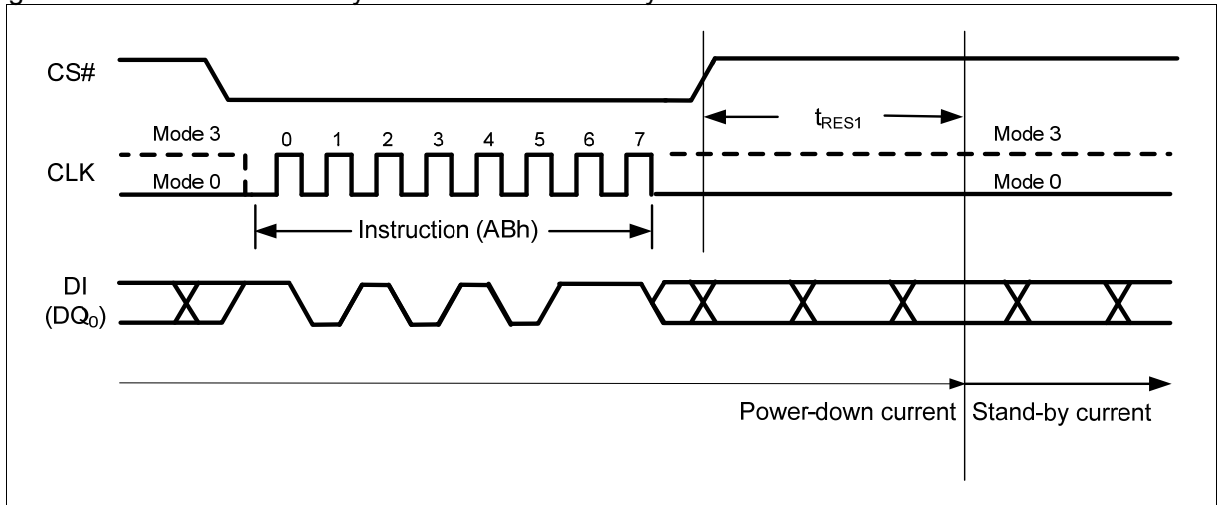 CS#
tRES1
Mode 3
0 1 2 3 4 5 6 7
Mode 3
CLK
Mode 0
Mode 0
Instruction (ABh)
DI
(DQ0)
Power-down current
Stand-by current